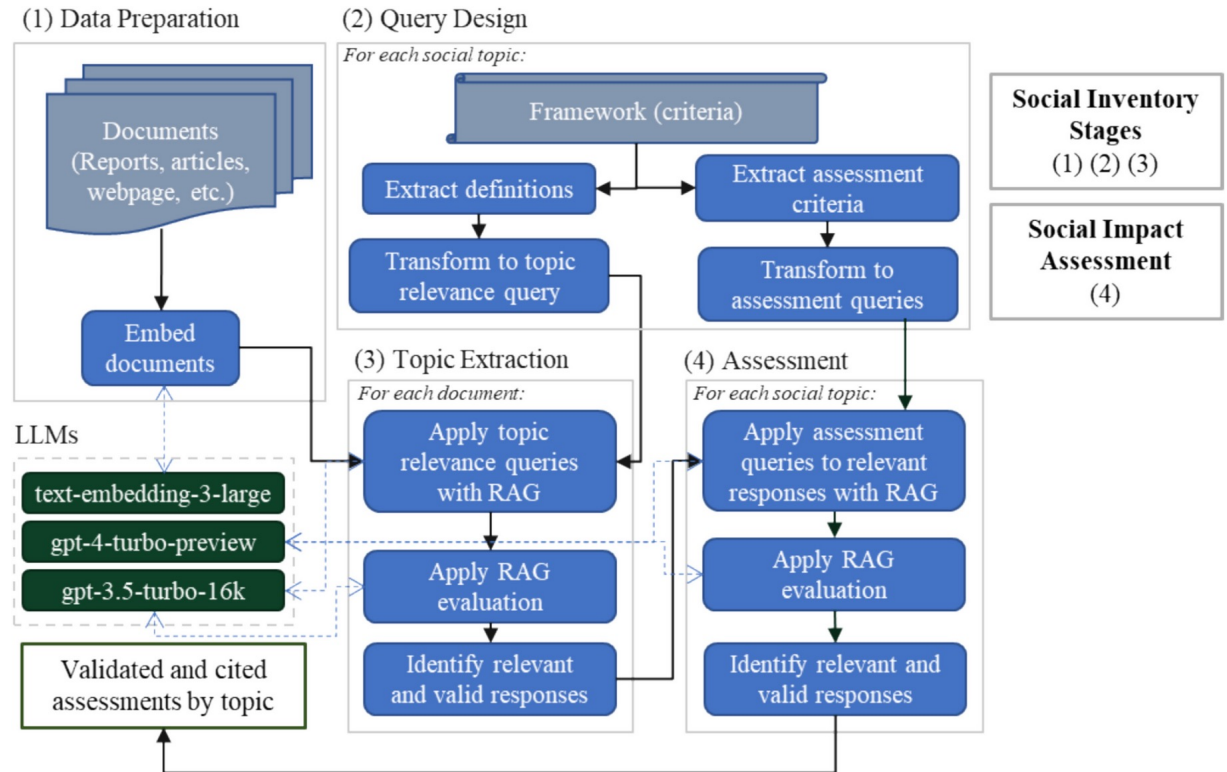 (1) Data Preparation
Documents
(Reports, articles,
webpage, etc.)
Embed
documents
(2) Query Design
For each social topic:
Framework (criteria)
Extract definitions
Extract assessment
criteria
Transform to topic
relevance query
Transform to
assessment queries
Social Inventory
Stages
(1) (2) (3)
Social Impact
Assessment
(4)
LLMs
text-embedding-3-large
gpt-4-turbo-preview
gpt-3.5-turbo-16k
(3) Topic Extraction
For each document:
Apply topic
relevance queries
with RAG
Apply RAG
evaluation
Identify relevant
and valid responses
(4) Assessment
For each social topic:
Apply assessment
queries to relevant
responses with RAG
Apply RAG
evaluation
Identify relevant and
valid responses
Validated and cited
assessments by topic